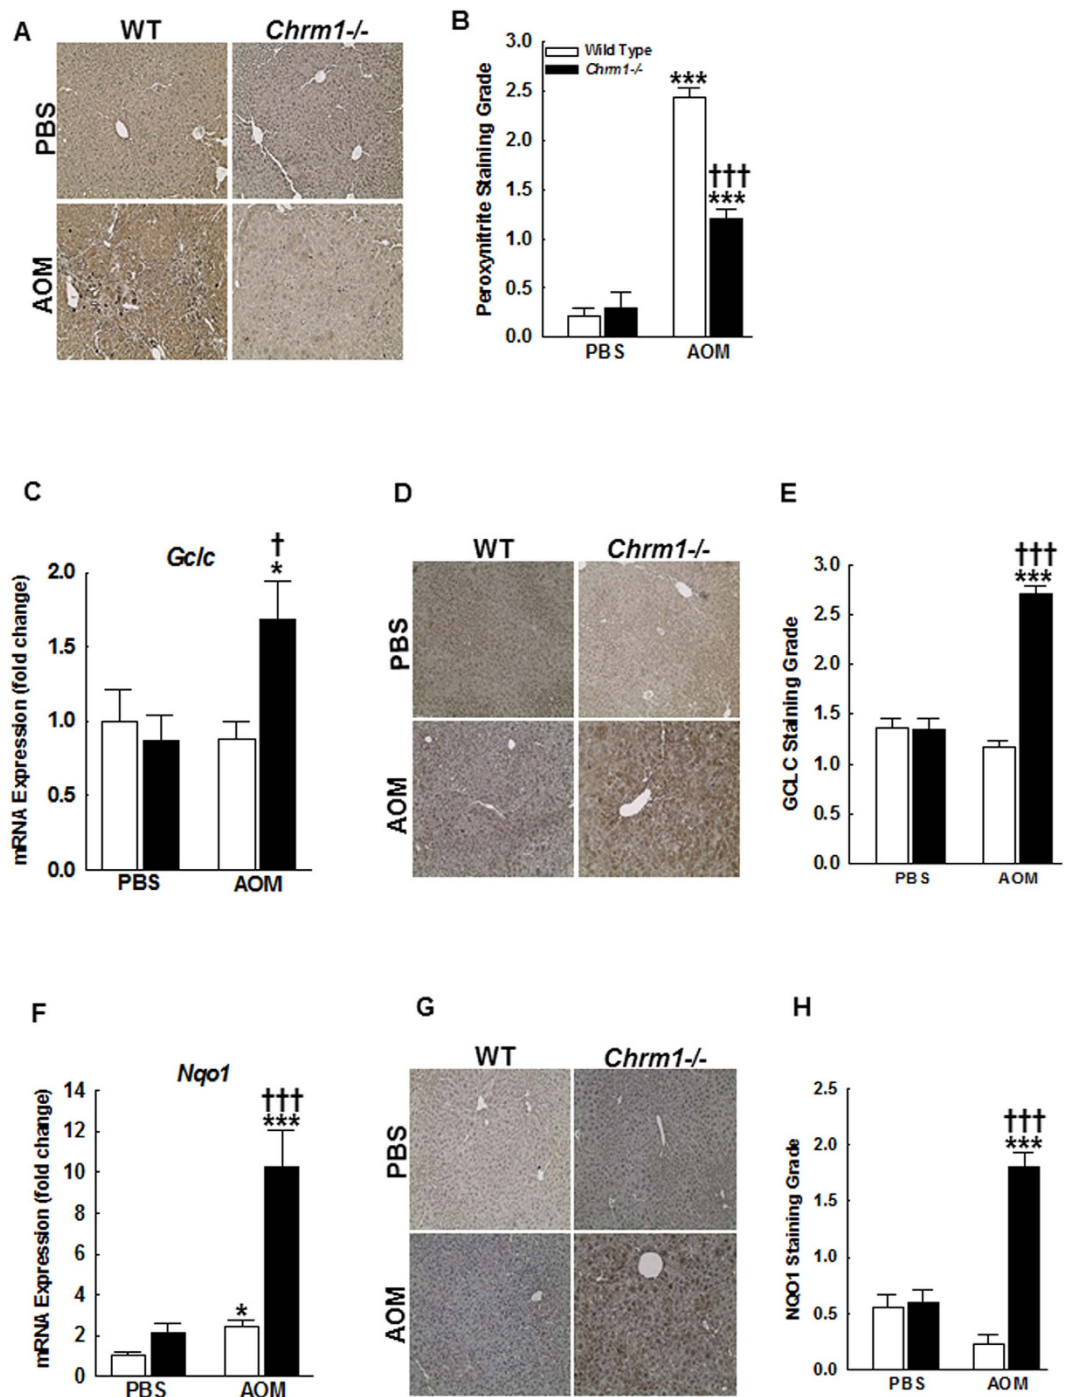 A
WT
Chrm1-/-
PBS
AOM
B
3.0
2.5
2.0
1.5
1.0
0.5
0.0
Peroxynitrite Staining Grade
Wild Type
Chrm1-/-
***
†††
***
PBS
AOM
C
Gclc
mRNA Expression (fold change)
2.0
1.5
1.0
0.5
0.0
†
*
PBS
AOM
D
WT
Chrm1-/-
PBS
AOM
E
GCLC Staining Grade
3.0
2.5
2.0
1.5
1.0
0.5
0.0
†††
***
PBS
AOM
F
Nqo1
mRNA Expression (fold change)
14
12
10
8
6
4
2
0
*
†††
***
PBS
AOM
G
WT
Chrm1-/-
PBS
AOM
H
NQO1 Staining Grade
2.5
2.0
1.5
1.0
0.5
0.0
†††
***
PBS
AOM